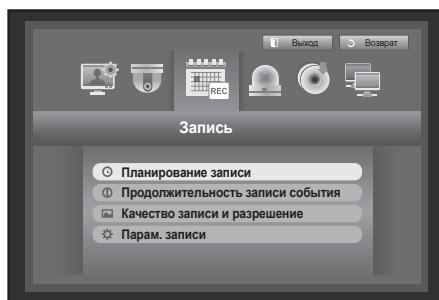 Выход
Возврат
REC
Запись
Планирование записи
Продолжительность записи события
Качество записи и разрешение
Парам. записи